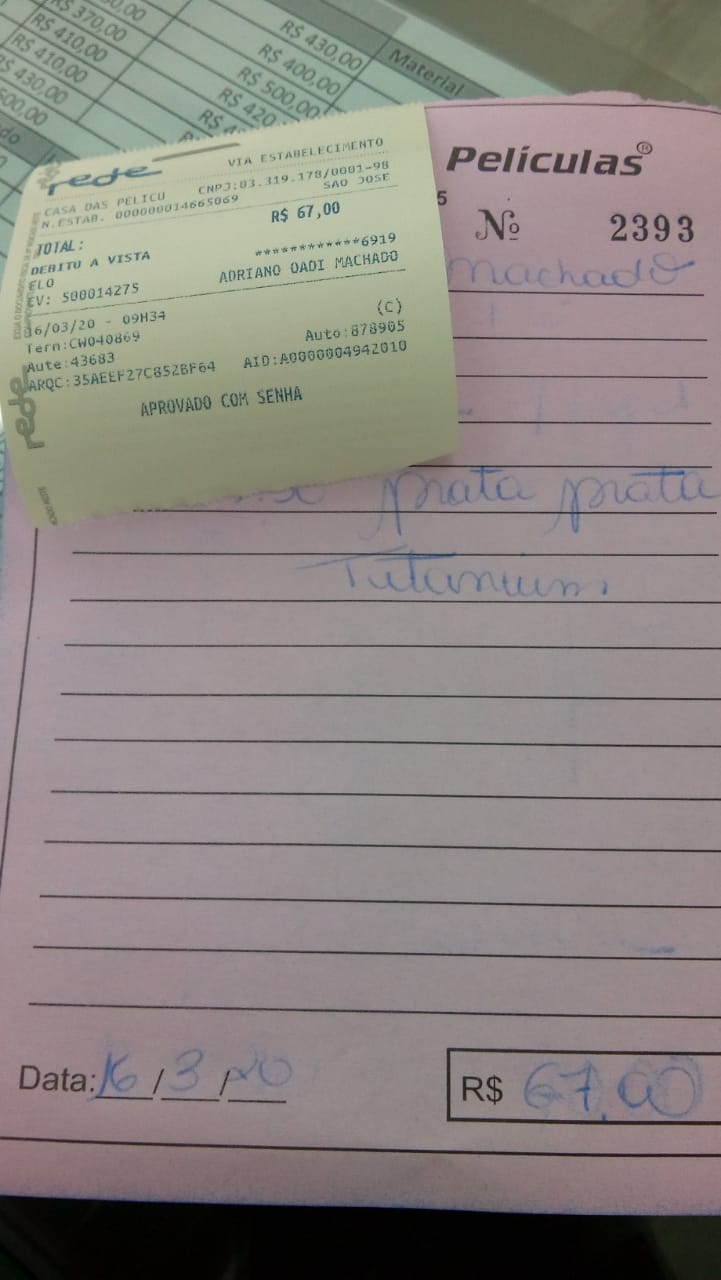 R$ 430,00
R$ 370,00
R$ 400,00
Material
R$ 410,00
R$ 500,00
R$ 410,00
R$ 420
R$ 430,00
500,00
rede
VIA ESTABELECIMENTO
CASA DAS PELICU CNPJ:03.319.178/0001-98
N.ESTAB. 000000014665069 SAO JOSE
TOTAL: R$ 67,00
DEBITO A VISTA
ELO ************6919
CV: 500014275 ADRIANO OADI MACHADO
16/03/20 - 09H34 (C)
Term:CW040869 Auto:878905
Aute:43683
ARQC:35AEEF27C852BF64 AID:A0000004942010
APROVADO COM SENHA
rede
Películas®
5
Nº 2393
Machado
prata prata
Titanium
Data: 16/3/20
R$ 67,00